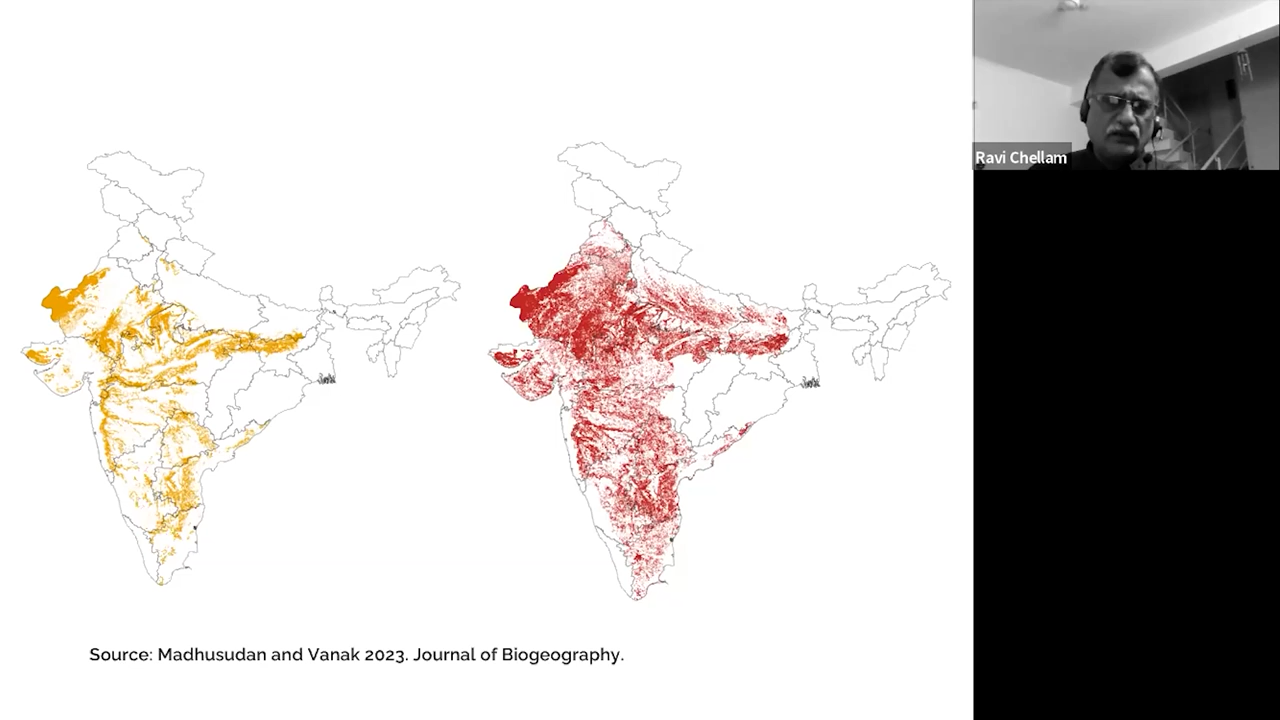 Ravi Chellam
Source: Madhusudan and Vanak 2023. Journal of Biogeography.